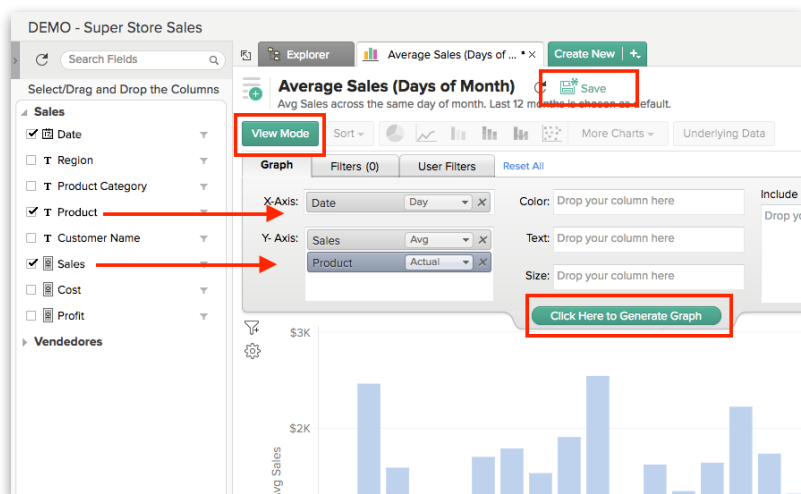 DEMO - Super Store Sales
Search Fields
Select/Drag and Drop the Columns
Sales
Date
T Region
T Product Category
T Product
T Customer Name
Sales
Cost
Profit
Vendedores
Explorer
Average Sales (Days of ... * ×
Create New +
Average Sales (Days of Month)
Save
Avg Sales across the same day of month. Last 12 months is chosen as default.
View Mode
Sort
More Charts
Underlying Data
Graph
Filters (0)
User Filters
Reset All
X-Axis:
Date
Day
Y- Axis:
Sales
Avg
Product
Actual
Color:
Drop your column here
Text:
Drop your column here
Size:
Drop your column here
Include
Drop yo
Click Here to Generate Graph
$3K
$2K
Avg Sales